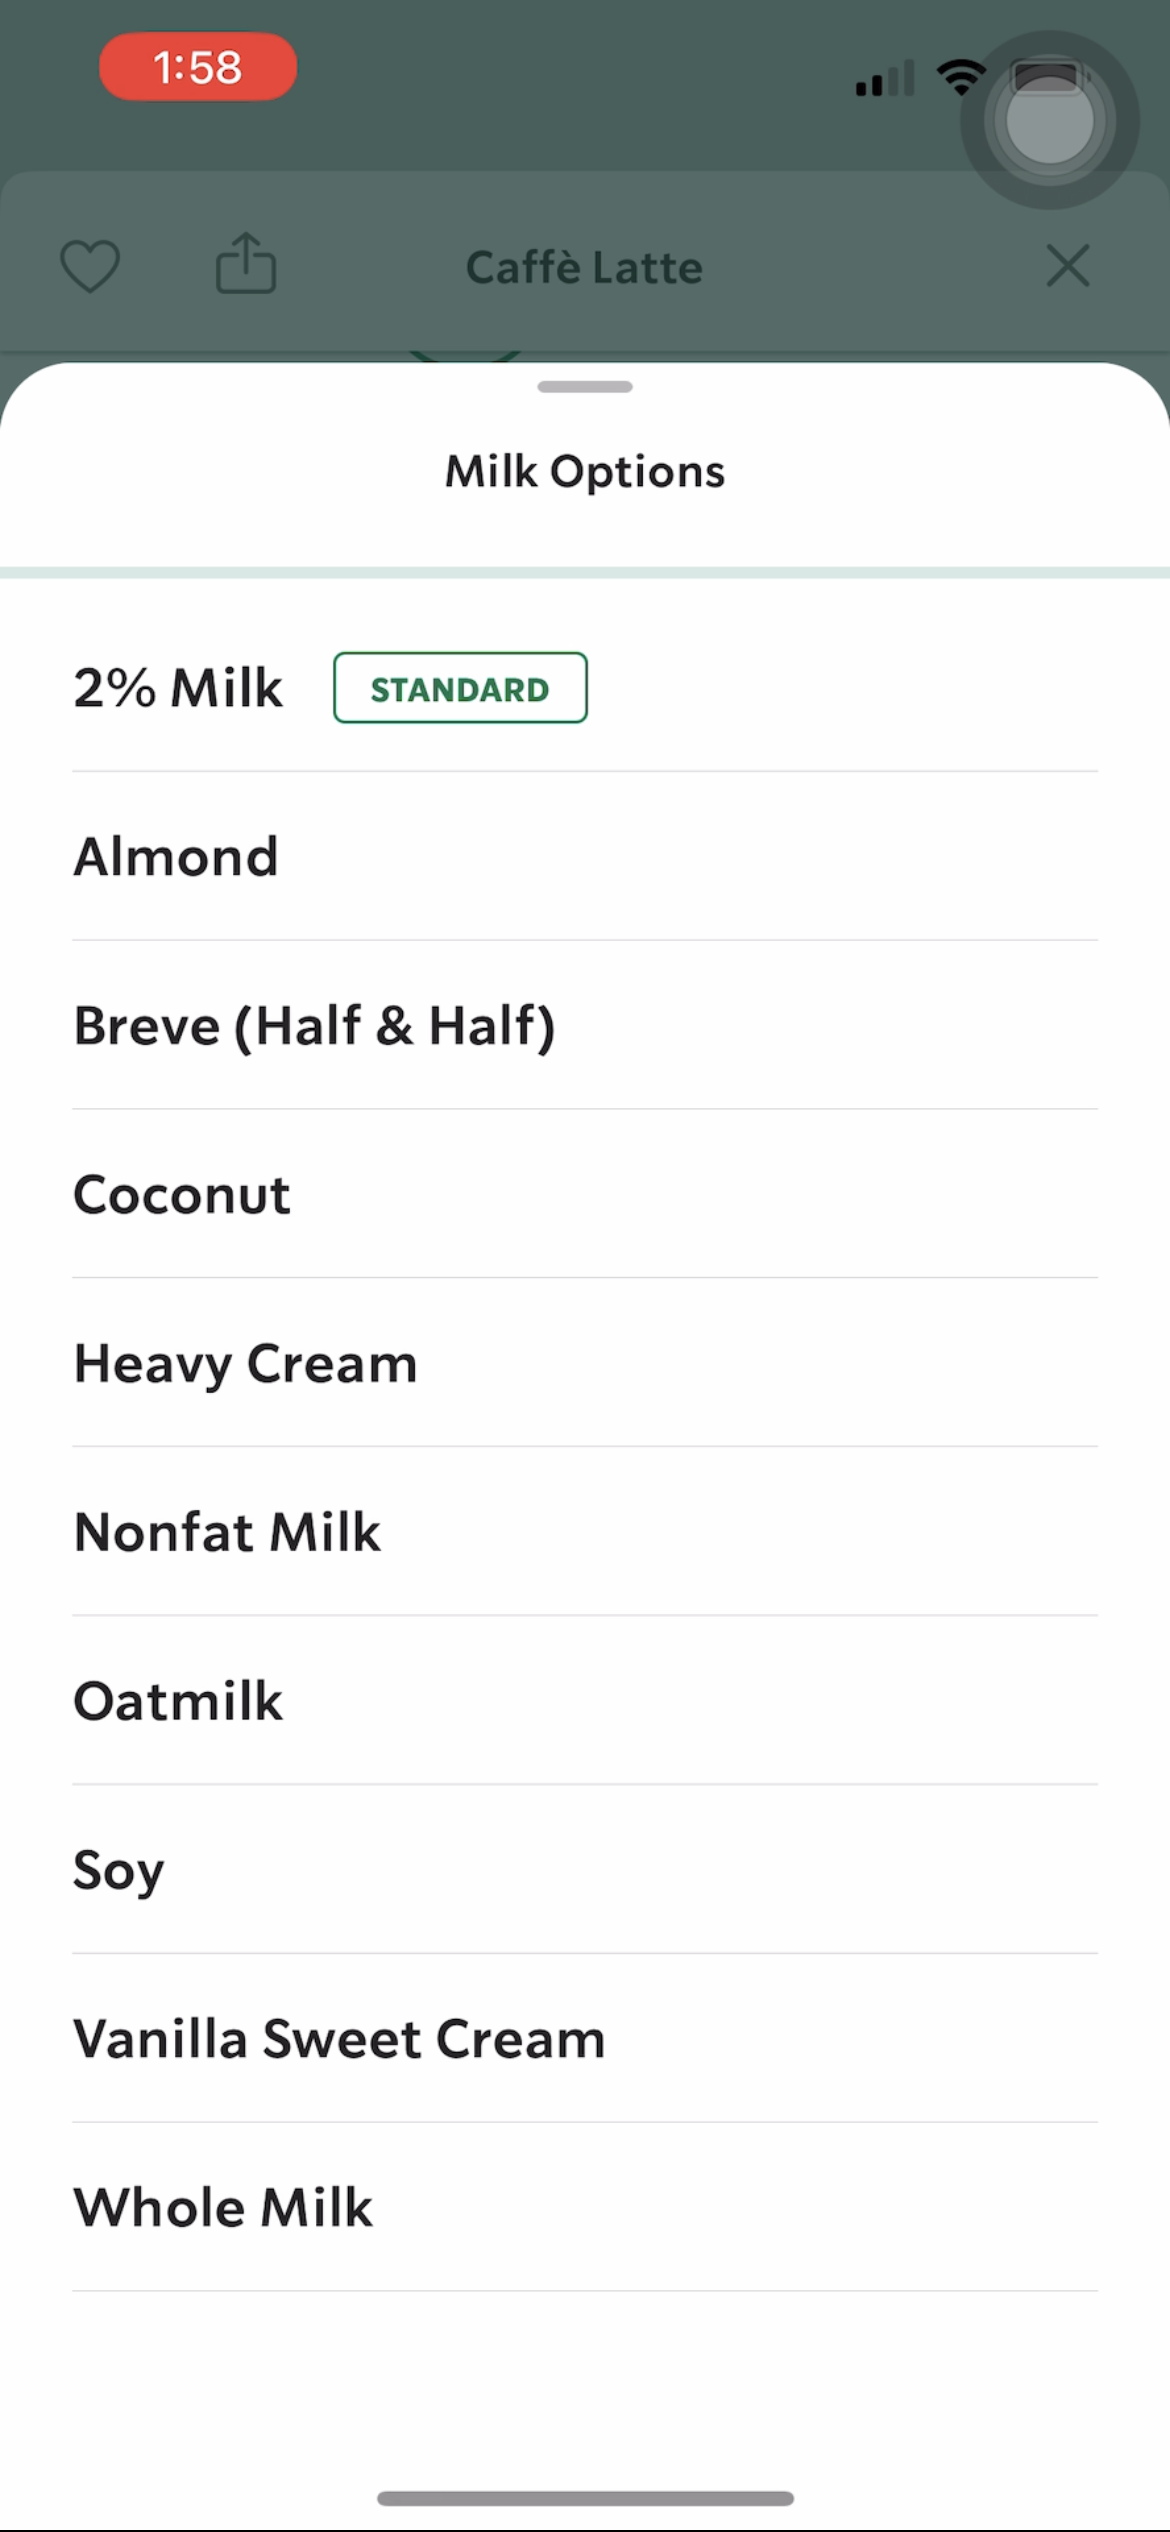 1:58
Caffè Latte
Milk Options
2% Milk STANDARD
Almond
Breve (Half & Half)
Coconut
Heavy Cream
Nonfat Milk
Oatmilk
Soy
Vanilla Sweet Cream
Whole Milk